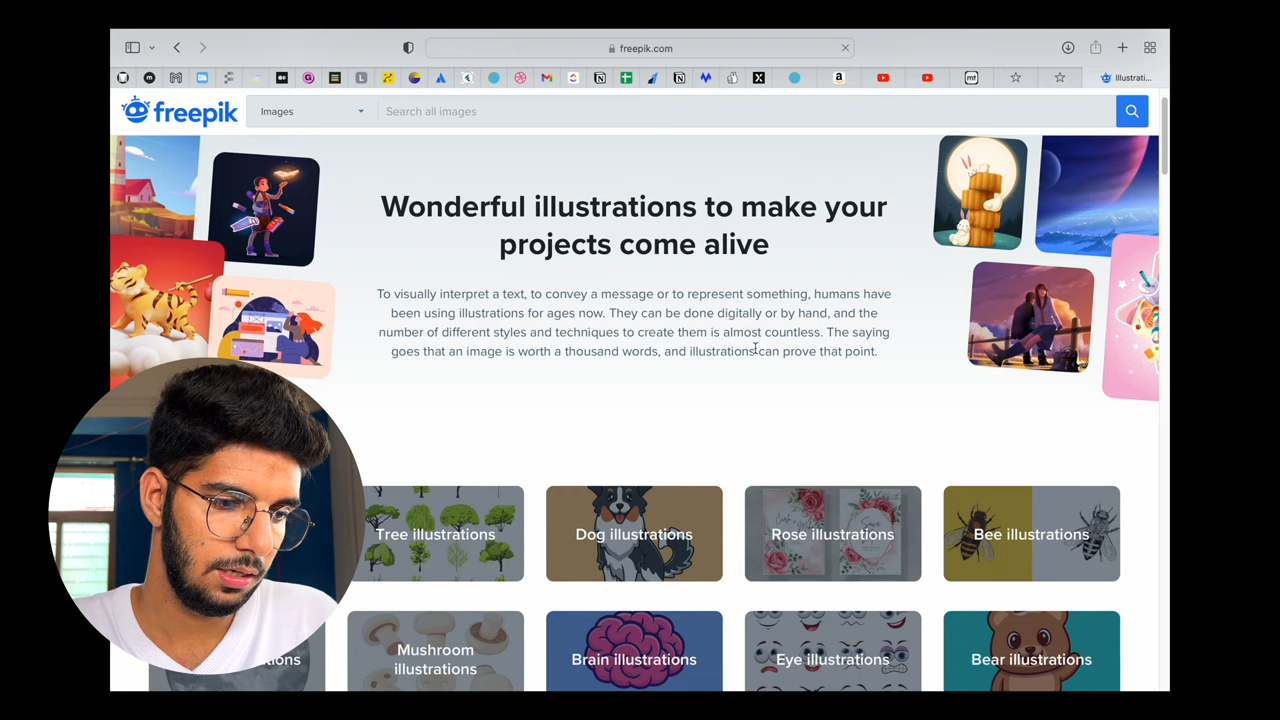 freepik.com
Illustrati...
freepik
Images
Search all images
Wonderful illustrations to make your
projects come alive
To visually interpret a text, to convey a message or to represent something, humans have
been using illustrations for ages now. They can be done digitally or by hand, and the
number of different styles and techniques to create them is almost countless. The saying
goes that an image is worth a thousand words, and illustrations can prove that point.
Tree illustrations
Dog illustrations
Rose illustrations
Bee illustrations
Mushroom
illustrations
Brain illustrations
Eye illustrations
Bear illustrations